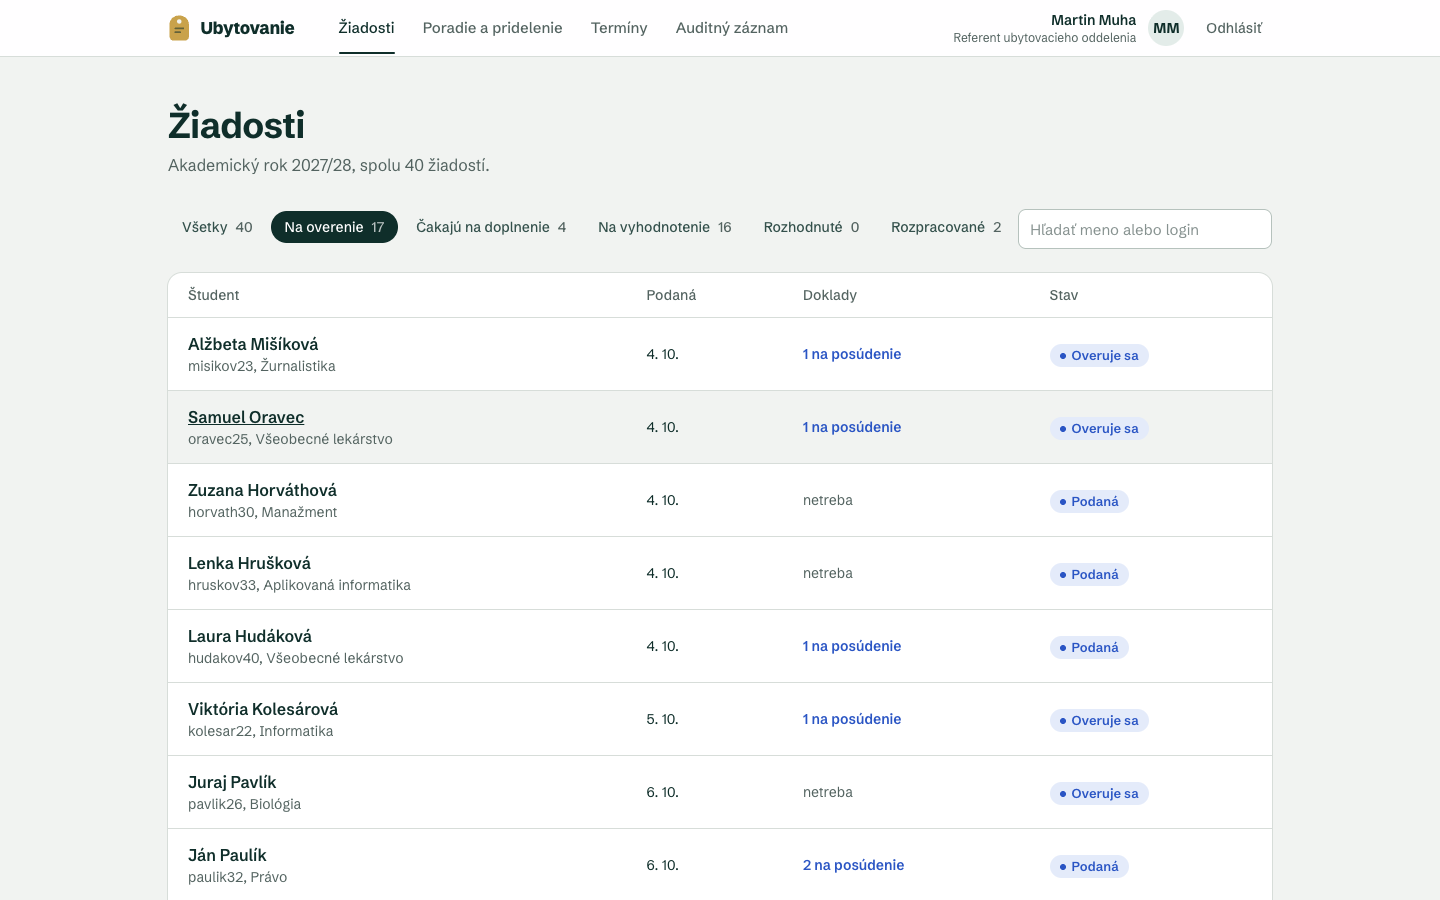 Ubytovanie
Žiadosti
Poradie a pridelenie
Termíny
Auditný záznam
Martin Muha
Referent ubytovacieho oddelenia
MM
Odhlásiť
Žiadosti
Akademický rok 2027/28, spolu 40 žiadostí.
Všetky 40
Na overenie 17
Čakajú na doplnenie 4
Na vyhodnotenie 16
Rozhodnuté 0
Rozpracované 2
Hľadať meno alebo login
Študent Podaná Doklady Stav
Alžbeta Mišíková
misikov23, Žurnalistika
4. 10.
1 na posúdenie
Overuje sa
Samuel Oravec
oravec25, Všeobecné lekárstvo
4. 10.
1 na posúdenie
Overuje sa
Zuzana Horváthová
horvath30, Manažment
4. 10.
netreba
Podaná
Lenka Hrušková
hruskov33, Aplikovaná informatika
4. 10.
netreba
Podaná
Laura Hudáková
hudakov40, Všeobecné lekárstvo
4. 10.
1 na posúdenie
Podaná
Viktória Kolesárová
kolesar22, Informatika
5. 10.
1 na posúdenie
Overuje sa
Juraj Pavlík
pavlik26, Biológia
6. 10.
netreba
Overuje sa
Ján Paulík
paulik32, Právo
6. 10.
2 na posúdenie
Podaná